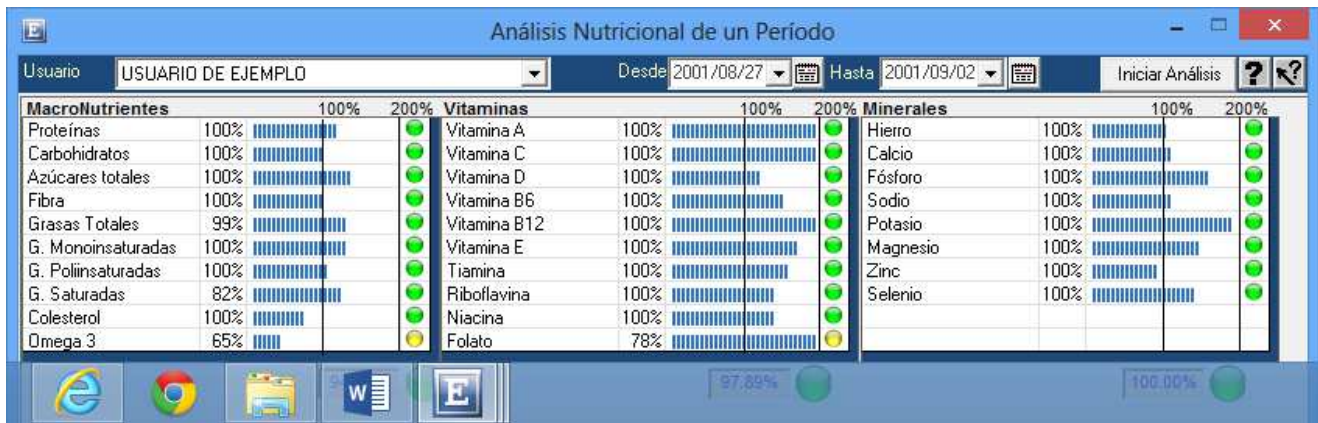 Análisis Nutricional de un Período
Usuario USUARIO DE EJEMPLO Desde 2001/08/27 Hasta 2001/09/02 Iniciar Análisis ? ?
MacroNutrientes 100% 200% Vitaminas 100% 200% Minerales 100% 200%
Proteínas 100% Vitamina A 100% Hierro 100%
Carbohidratos 100% Vitamina C 100% Calcio 100%
Azúcares totales 100% Vitamina D 100% Fósforo 100%
Fibra 100% Vitamina B6 100% Sodio 100%
Grasas Totales 99% Vitamina B12 100% Potasio 100%
G. Monoinsaturadas 100% Vitamina E 100% Magnesio 100%
G. Poliinsaturadas 100% Tiamina 100% Zinc 100%
G. Saturadas 82% Riboflavina 100% Selenio 100%
Colesterol 100% Niacina 100%
Omega 3 65% Folato 78%
97.89% 100.00%
W E